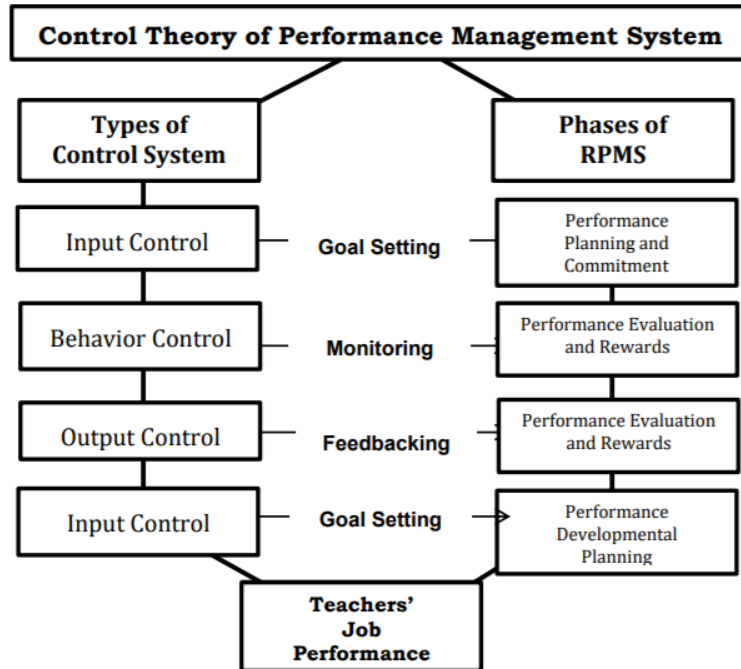 Control Theory of Performance Management System
Types of
Control System
Phases of
RPMS
Input Control
Goal Setting
Performance
Planning and
Commitment
Behavior Control
Monitoring
Performance Evaluation
and Rewards
Output Control
Feedbacking
Performance Evaluation
and Rewards
Input Control
Goal Setting
Performance
Developmental
Planning
Teachers’
Job
Performance